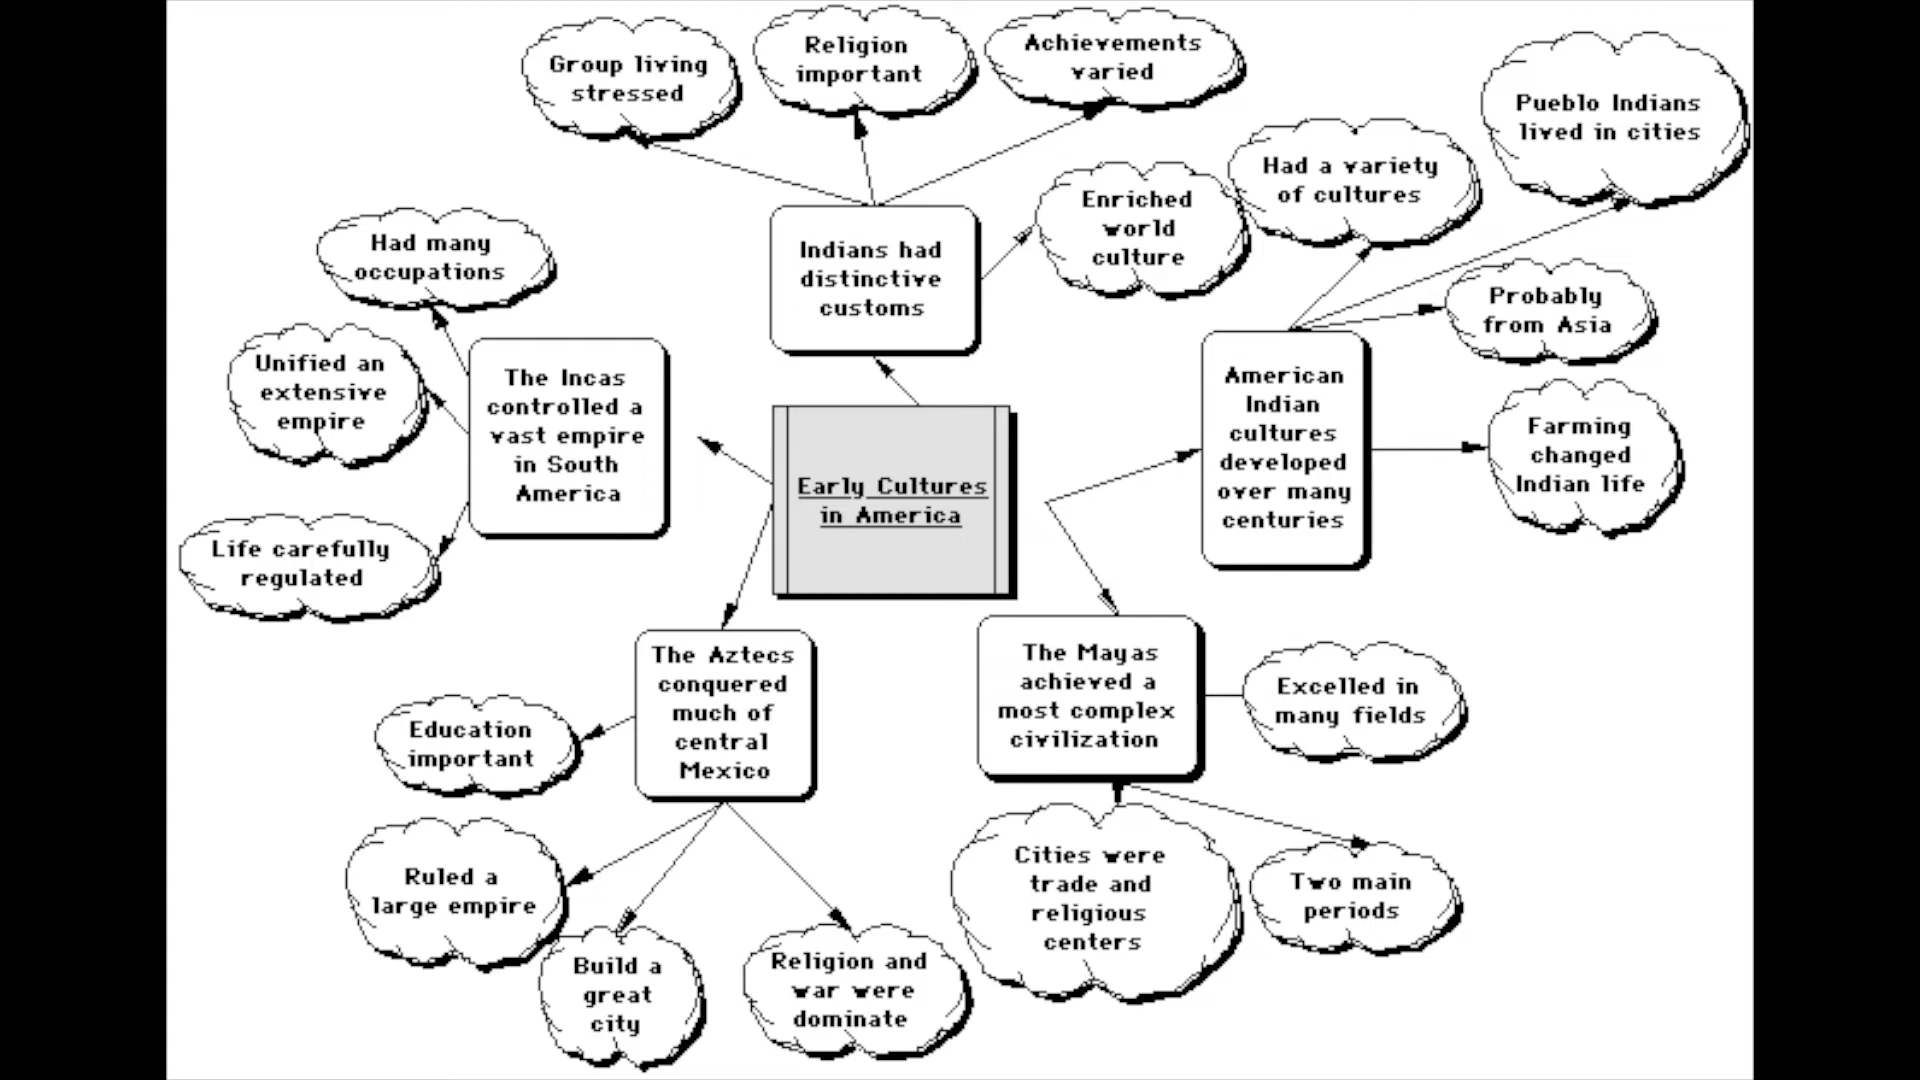 Group living
stressed
Religion
important
Achievements
varied
Pueblo Indians
lived in cities
Had a variety
of cultures
Enriched
world
culture
Indians had
distinctive
customs
Had many
occupations
Unified an
extensive
empire
The Incas
controlled a
vast empire
in South
America
Life carefully
regulated
Probably
from Asia
American
Indian
cultures
developed
over many
centuries
Farming
changed
Indian life
Early Cultures
in America
The Aztecs
conquered
much of
central
Mexico
Education
important
Ruled a
large empire
Build a
great
city
Religion and
war were
dominate
The Mayas
achieved a
most complex
civilization
Excelled in
many fields
Cities were
trade and
religious
centers
Two main
periods